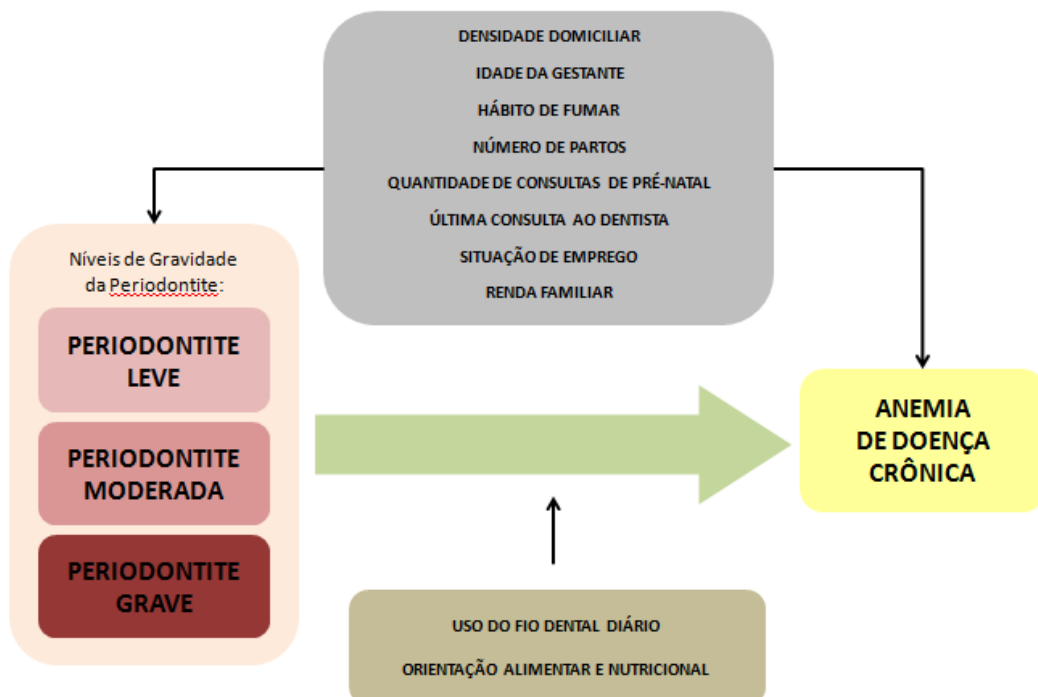 DENSIDADE DOMICILIAR
IDADE DA GESTANTE
HÁBITO DE FUMAR
NÚMERO DE PARTOS
QUANTIDADE DE CONSULTAS DE PRÉ-NATAL
ÚLTIMA CONSULTA AO DENTISTA
SITUAÇÃO DE EMPREGO
RENDA FAMILIAR
Níveis de Gravidade
da Periodontite:
PERIODONTITE
LEVE
PERIODONTITE
MODERADA
PERIODONTITE
GRAVE
ANEMIA
DE DOENÇA
CRÔNICA
USO DO FIO DENTAL DIÁRIO
ORIENTAÇÃO ALIMENTAR E NUTRICIONAL